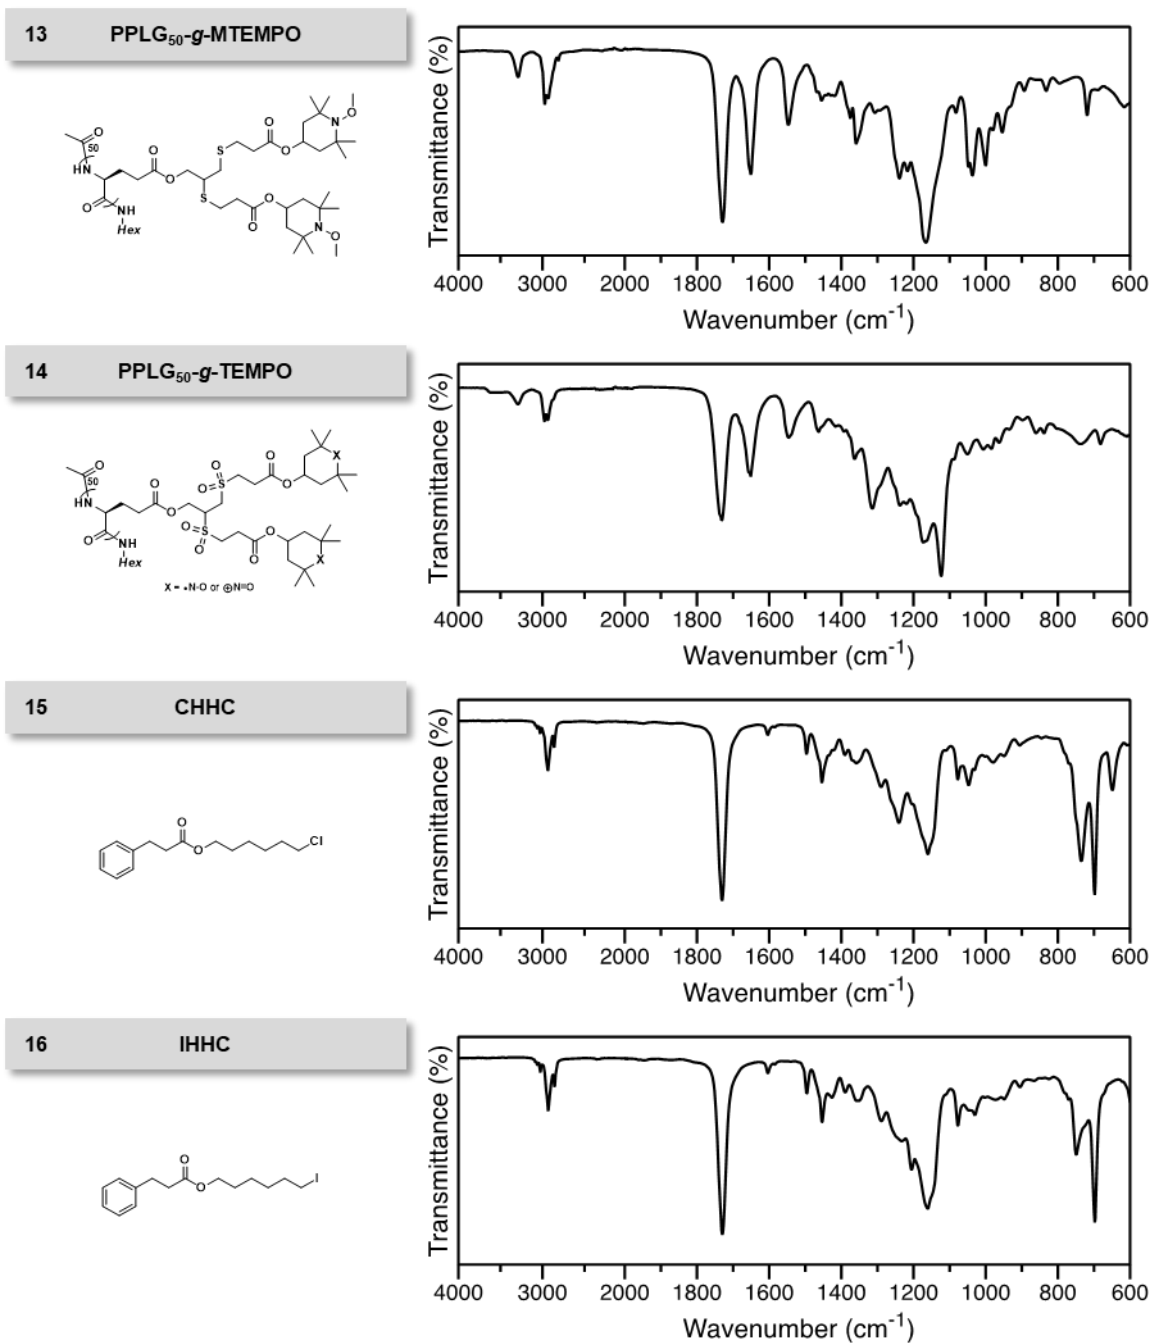 13 PPLG50-g-MTEMPO
O
50
HN
O
NH
Hex
O
O
S
S
O
O
N
O
O
O
N
O
Transmittance (%)
4000 3000 2000 1800 1600 1400 1200 1000 800 600
Wavenumber (cm-1)
14 PPLG50-g-TEMPO
O
50
HN
O
NH
Hex
O
O
O
S
O
O
O
X
O
S
O
O
O
X
X = •N-O or ⊕N=O
Transmittance (%)
4000 3000 2000 1800 1600 1400 1200 1000 800 600
Wavenumber (cm-1)
15 CHHC
O
O
Cl
Transmittance (%)
4000 3000 2000 1800 1600 1400 1200 1000 800 600
Wavenumber (cm-1)
16 IHHC
O
O
I
Transmittance (%)
4000 3000 2000 1800 1600 1400 1200 1000 800 600
Wavenumber (cm-1)